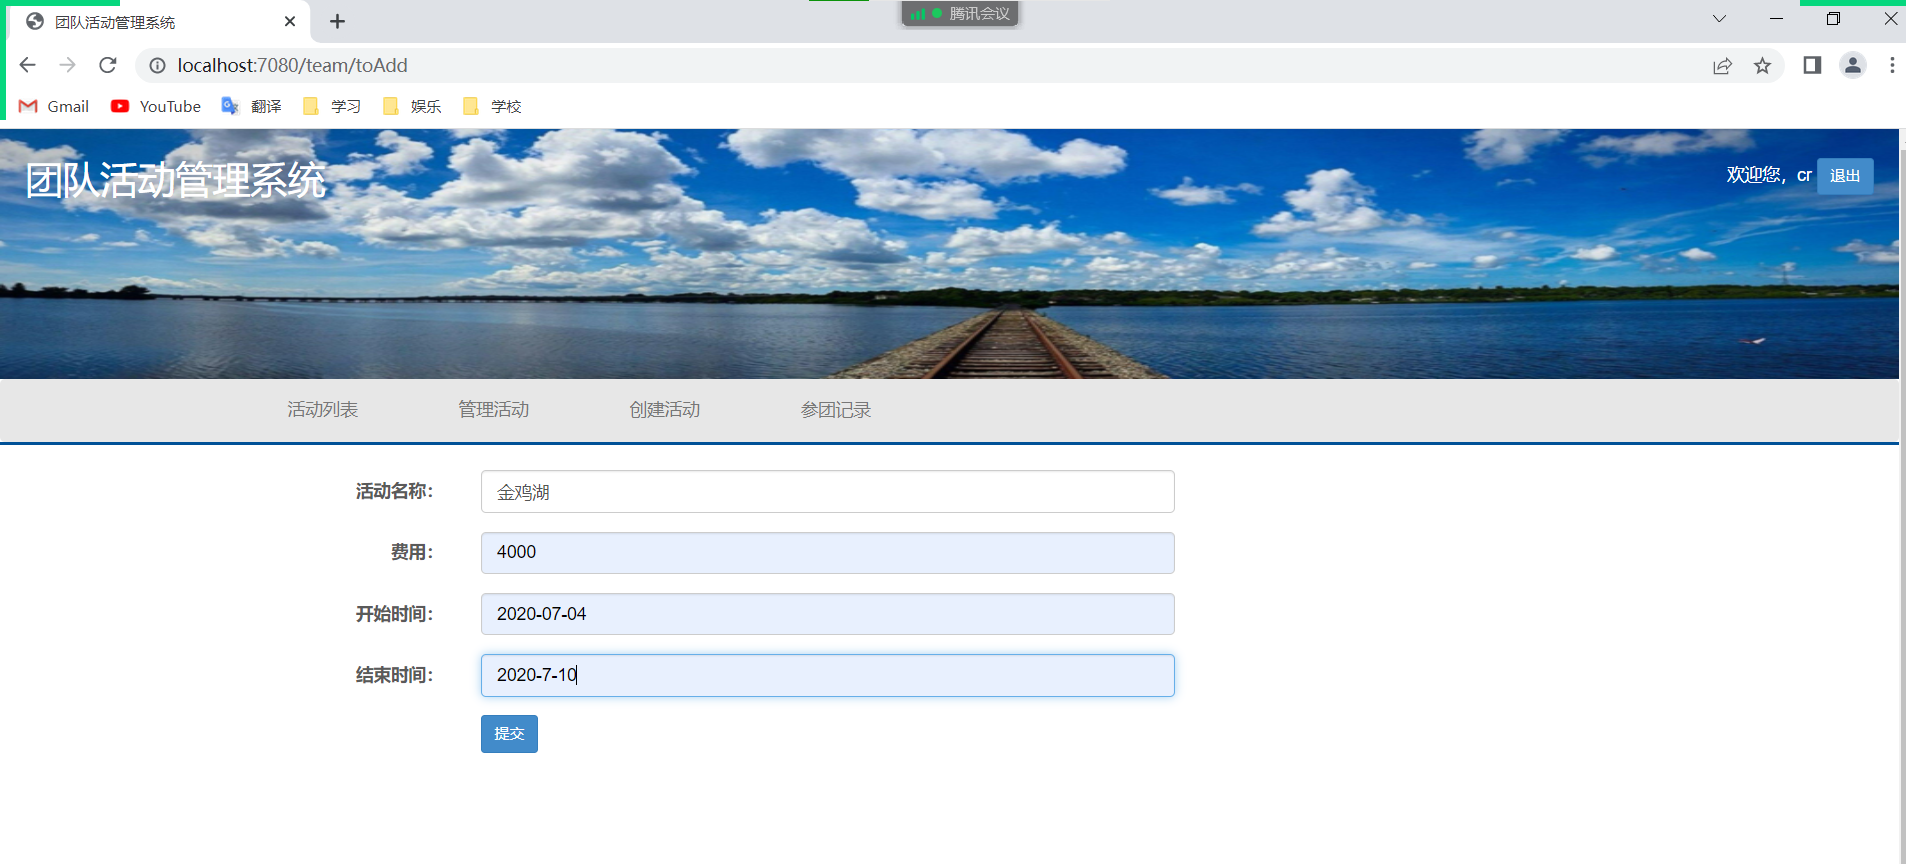 团队活动管理系统
腾讯会议
localhost:7080/team/toAdd
Gmail YouTube 翻译 学习 娱乐 学校
团队活动管理系统
欢迎您，cr 退出
活动列表 管理活动 创建活动 参团记录
活动名称： 金鸡湖
费用： 4000
开始时间： 2020-07-04
结束时间： 2020-7-10
提交